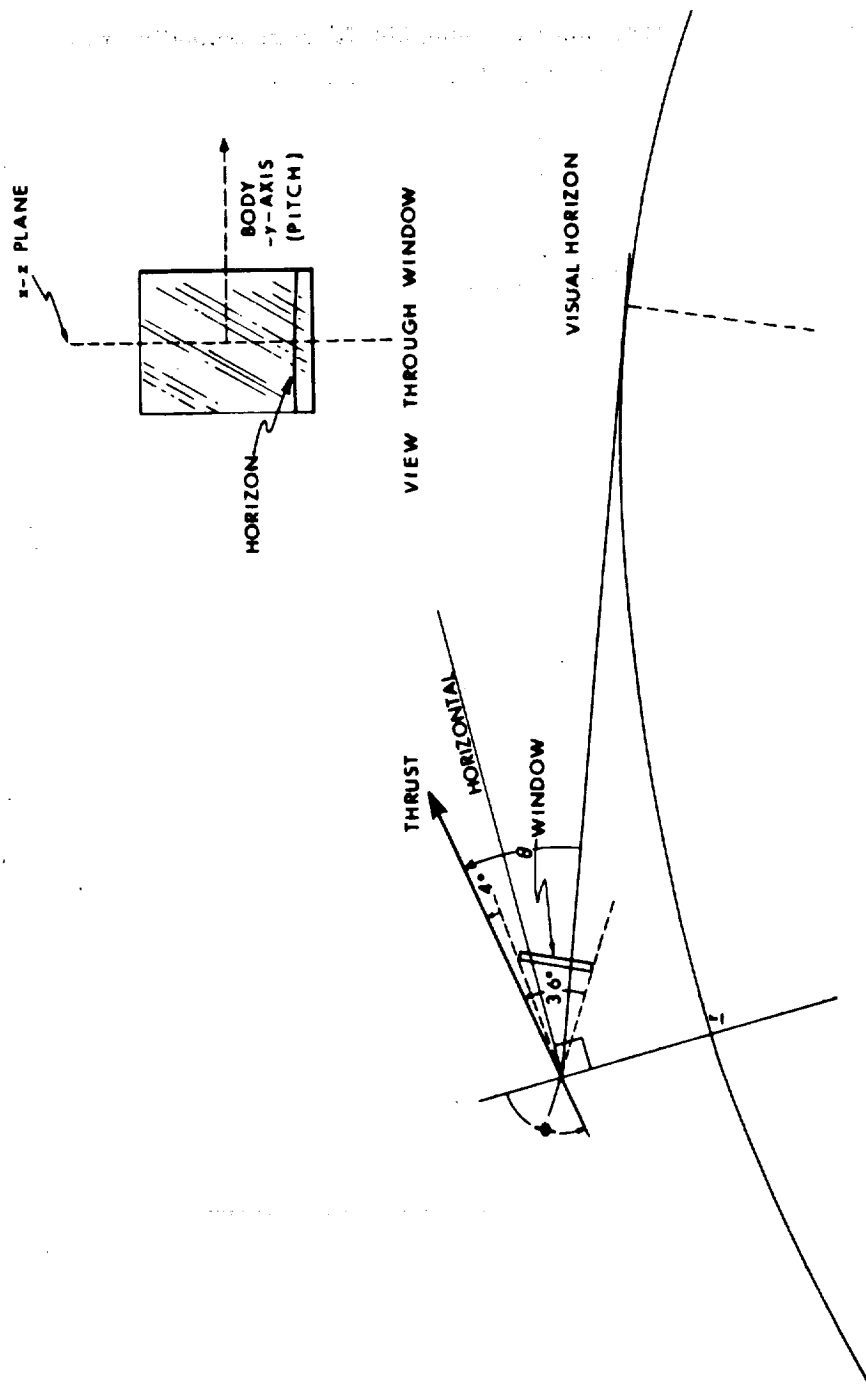 x-z PLANE
BODY
-y-AXIS
(PITCH)
HORIZON
VIEW THROUGH WINDOW
VISUAL HORIZON
THRUST
HORIZONTAL
4°
θ
WINDOW
36°
ϕ
r